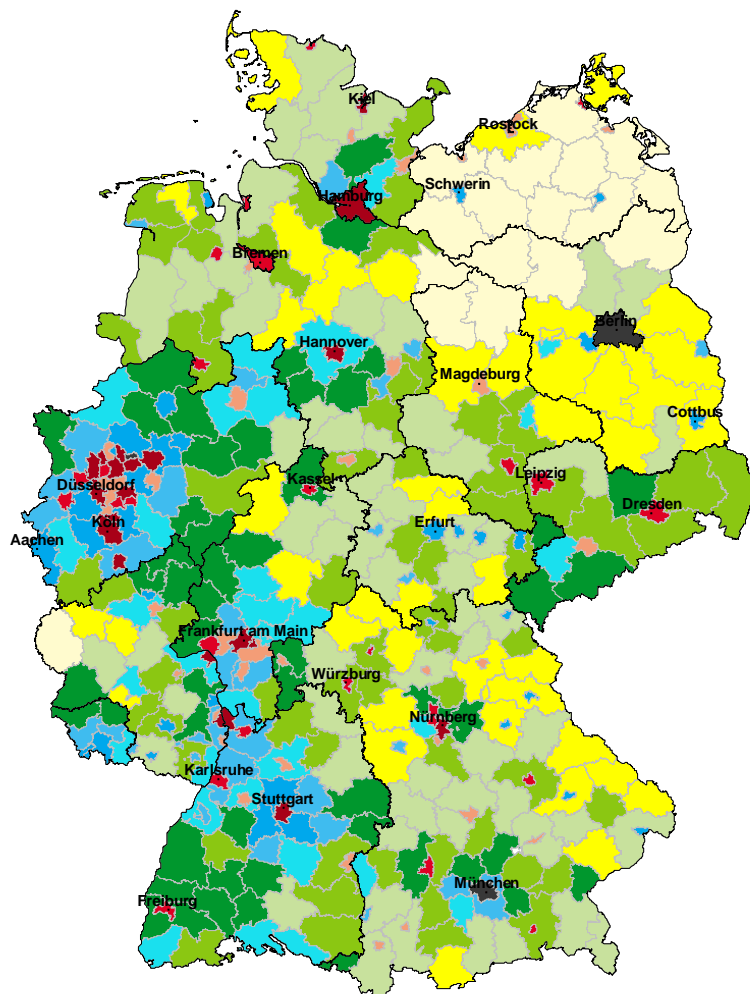 Kiel
Rostock
Schwerin
Hamburg
Bremen
Berlin
Hannover
Magdeburg
Cottbus
Düsseldorf
Kassel
Leipzig
Dresden
Köln
Erfurt
Aachen
Frankfurt am Main
Würzburg
Nürnberg
Karlsruhe
Stuttgart
München
Freiburg